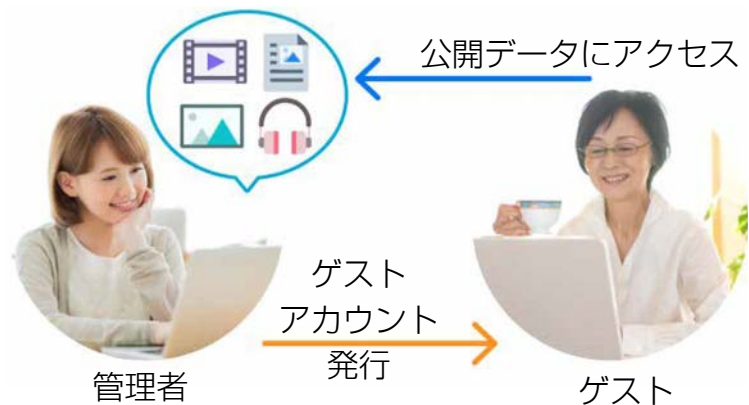 公開データにアクセス
ゲスト
アカウント
発行
管理者
ゲスト